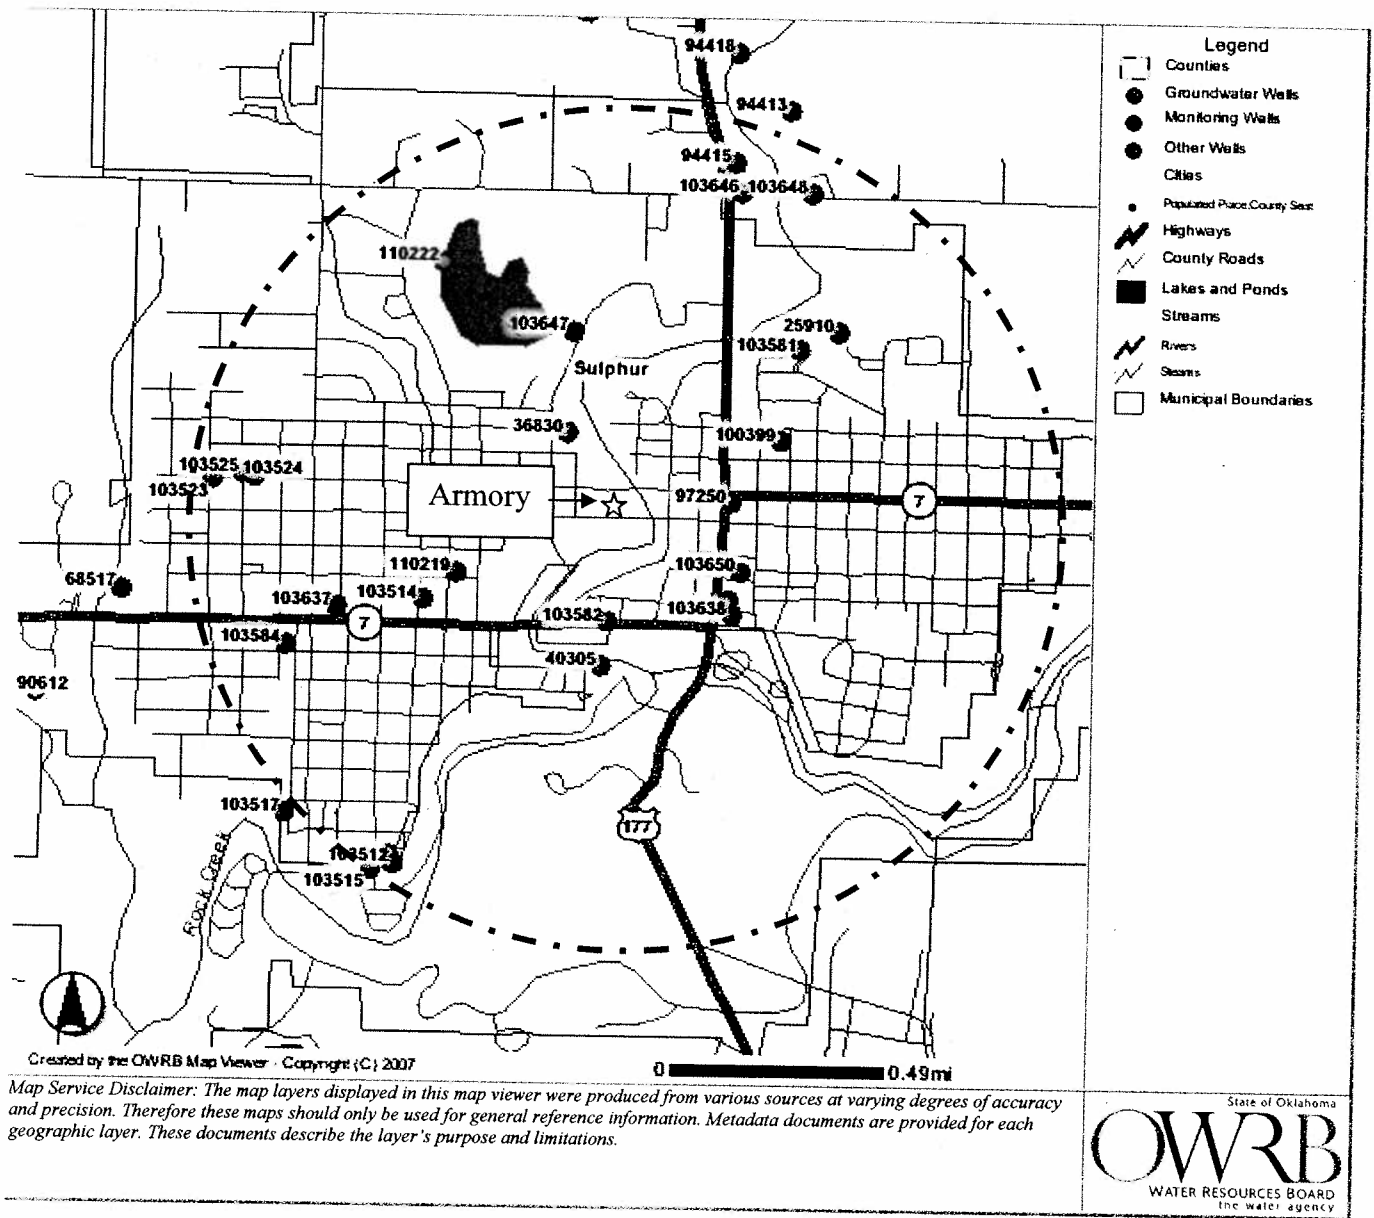 94418
94413
94415
103646 103648
110222
103647
25910
103581
Sulphur
36830
100399
103525 103524
103523
Armory
97250
7
110219
103650
68517
103637
103514
103638
103582
7
103584
40305
90612
103517
177
103512
103515
Rock Creek
Created by the OWRB Map Viewer - Copyright (C) 2007
0 0.49mi
Legend
Counties
Groundwater Wells
Monitoring Wells
Other Wells
Cities
Populated Place, County Seat
Highways
County Roads
Lakes and Ponds
Streams
Rivers
Steams
Municipal Boundaries
Map Service Disclaimer: The map layers displayed in this map viewer were produced from various sources at varying degrees of accuracy
and precision. Therefore these maps should only be used for general reference information. Metadata documents are provided for each
geographic layer. These documents describe the layer's purpose and limitations.
State of Oklahoma
OWRB
WATER RESOURCES BOARD
the water agency